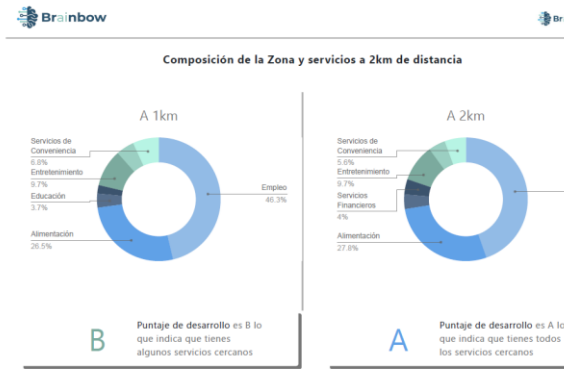 Brainbow
Br
Composición de la Zona y servicios a 2km de distancia
A 1km
Servicios de
Conveniencia
6.8%
Entretenimiento
9.7%
Educación
3.7%
Alimentación
26.5%
Empleo
46.3%
B
Puntaje de desarrollo es B lo
que indica que tienes
algunos servicios cercanos
A 2km
Servicios de
Conveniencia
5.6%
Entretenimiento
9.7%
Servicios
Financieros
4%
Alimentación
27.8%
A
Puntaje de desarrollo es A lo
que indica que tienes todos
los servicios cercanos